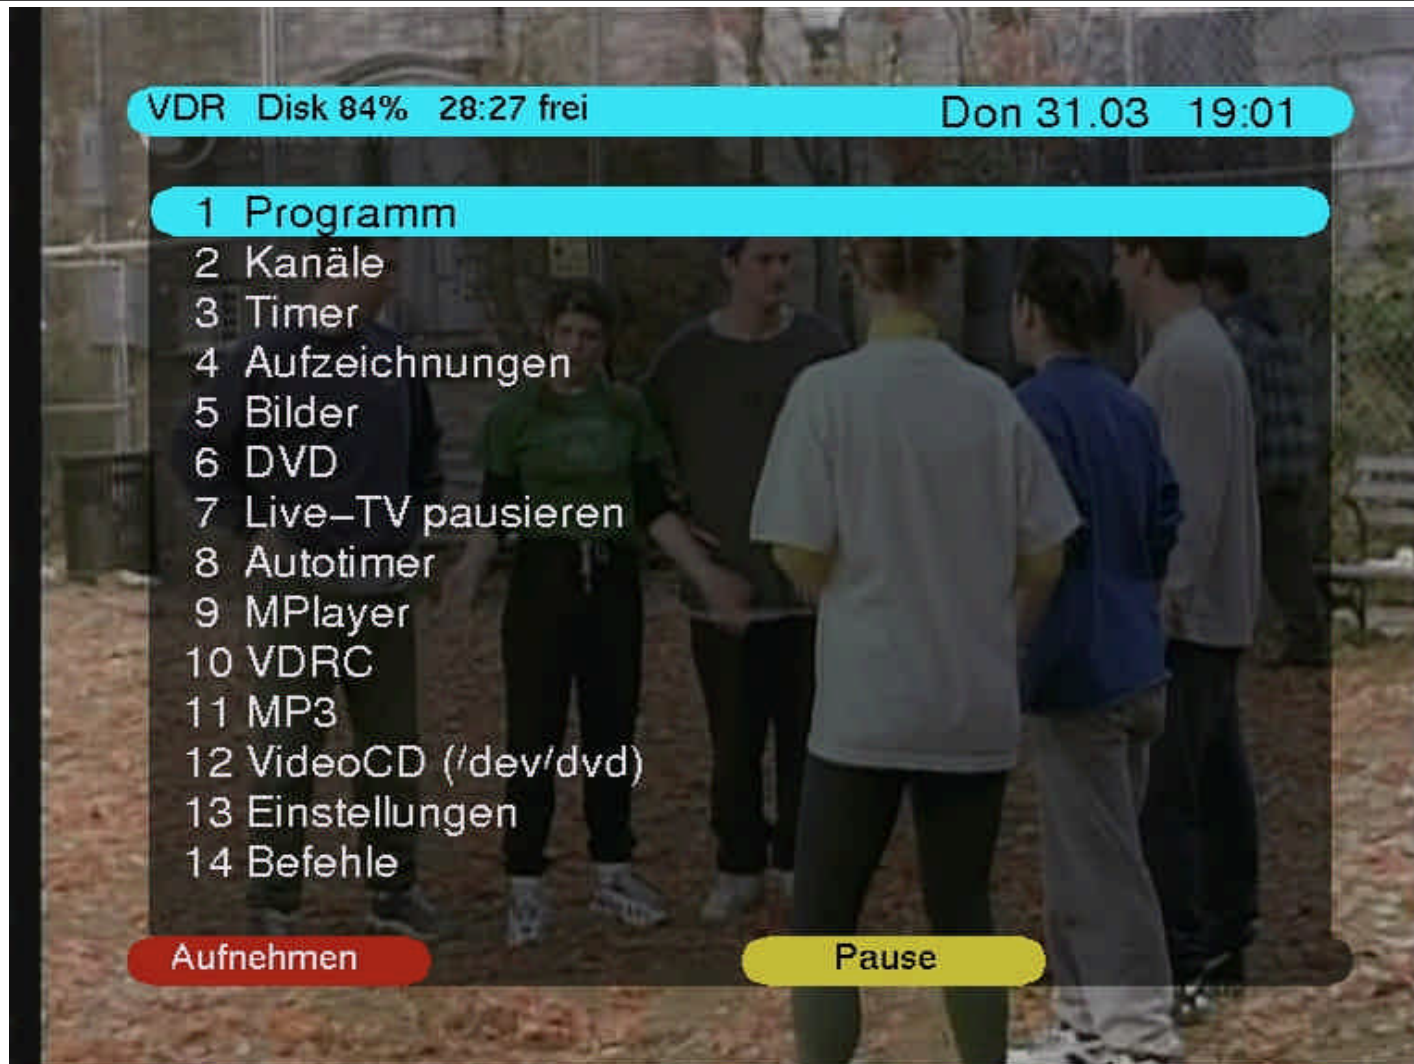 VDR Disk 84% 28:27 frei Don 31.03 19:01
1 Programm
2 Kanäle
3 Timer
4 Aufzeichnungen
5 Bilder
6 DVD
7 Live-TV pausieren
8 Autotimer
9 MPlayer
10 VDRC
11 MP3
12 VideoCD (/dev/dvd)
13 Einstellungen
14 Befehle
Aufnehmen Pause